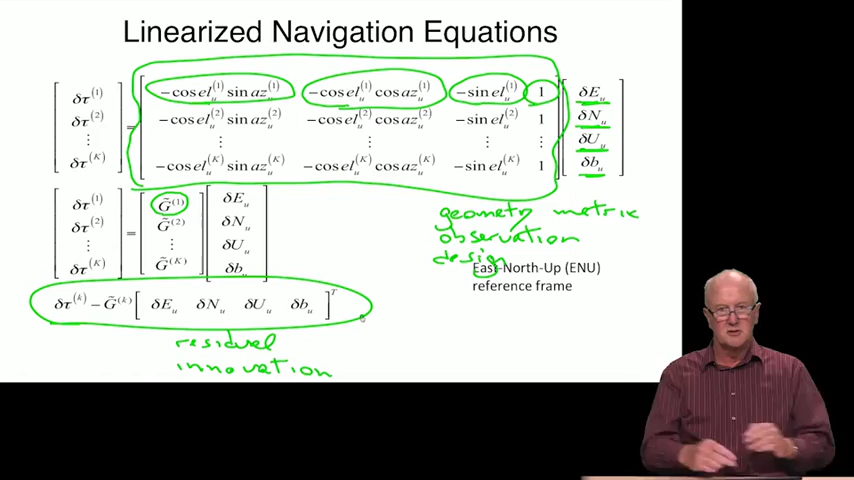 Linearized Navigation Equations
[ δτ^(1) ] = [ −cos el_u^(1) sin az_u^(1)   −cos el_u^(1) cos az_u^(1)   −sin el_u^(1)   1 ] [ δE_u ]
[ δτ^(2) ]   [ −cos el_u^(2) sin az_u^(2)   −cos el_u^(2) cos az_u^(2)   −sin el_u^(2)   1 ] [ δN_u ]
[ ⋮ ]   [ ⋮   ⋮   ⋮   ⋮ ] [ δU_u ]
[ δτ^(K) ]   [ −cos el_u^(K) sin az_u^(K)   −cos el_u^(K) cos az_u^(K)   −sin el_u^(K)   1 ] [ δb_u ]
[ δτ^(1) ] = [ G̃^(1) ] [ δE_u ]
[ δτ^(2) ]   [ G̃^(2) ] [ δN_u ]
[ ⋮ ]   [ ⋮ ] [ δU_u ]
[ δτ^(K) ]   [ G̃^(K) ] [ δb_u ]
geometry metrix
observation
design
East-North-Up (ENU)
reference frame
δτ^(k) − G̃^(k) [ δE_u   δN_u   δU_u   δb_u ]^T
residual
innovation